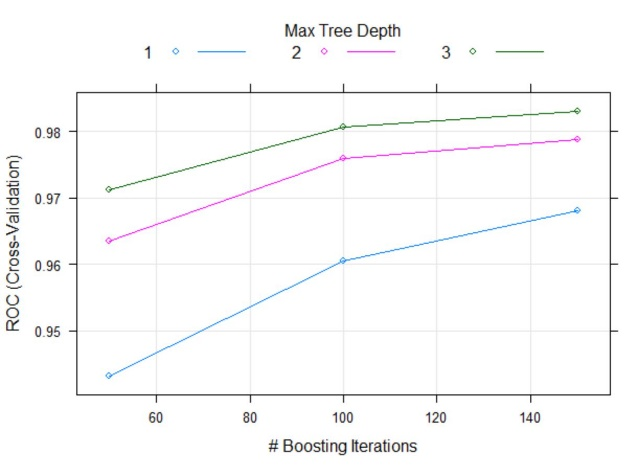 Max Tree Depth
1 2 3
0.98
0.97
0.96
0.95
ROC (Cross-Validation)
60 80 100 120 140
# Boosting Iterations